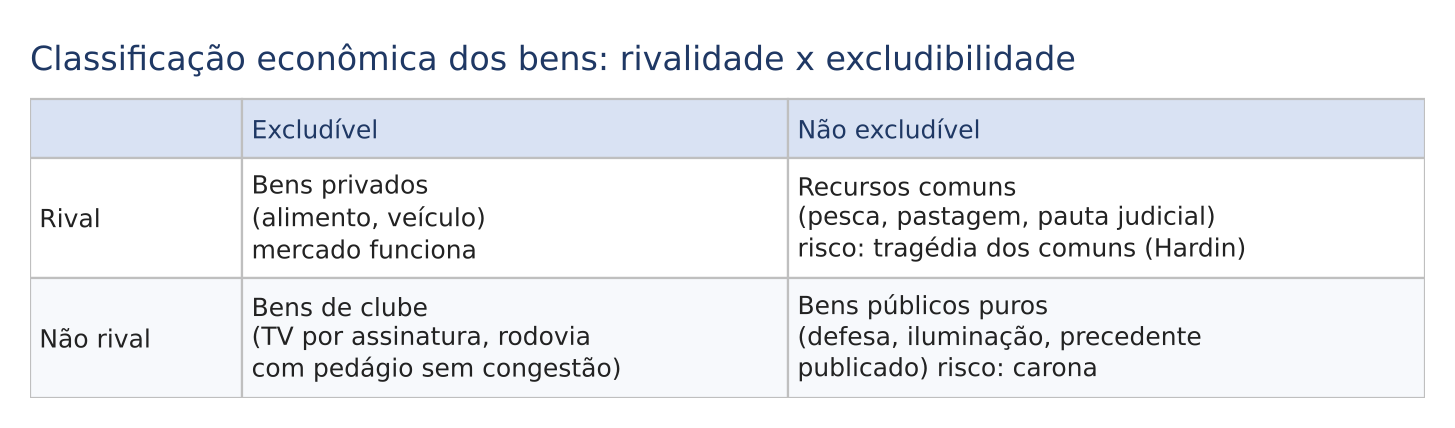 Classificação econômica dos bens: rivalidade x excludibilidade
Excludível
Não excludível
Rival
Bens privados
(alimento, veículo)
mercado funciona
Recursos comuns
(pesca, pastagem, pauta judicial)
risco: tragédia dos comuns (Hardin)
Não rival
Bens de clube
(TV por assinatura, rodovia
com pedágio sem congestão)
Bens públicos puros
(defesa, iluminação, precedente
publicado) risco: carona